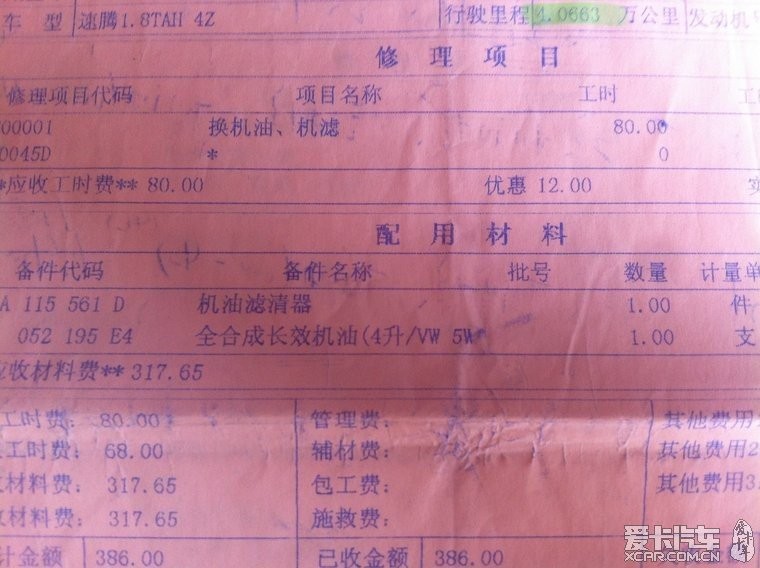 车 型 速腾1.8TAH 4Z 行驶里程 4.0663 万公里 发动机
修 理 项 目
修理项目代码 项目名称 工时
00001 换机油、机滤 80.00
0045D * 0
*应收工时费** 80.00 优惠 12.00
配 用 材 料
备件代码 备件名称 批号 数量 计量单
A 115 561 D 机油滤清器 1.00 件
052 195 E4 全合成长效机油(4升/VW 5W 1.00 支
应收材料费** 317.65
工时费: 80.00 管理费: 其他费用
工时费: 68.00 辅材费: 其他费用2
材料费: 317.65 包工费: 其他费用3.
材料费: 317.65 施救费:
计金额 386.00 已收金额 386.00
爱卡汽车
XCAR.COM.CN